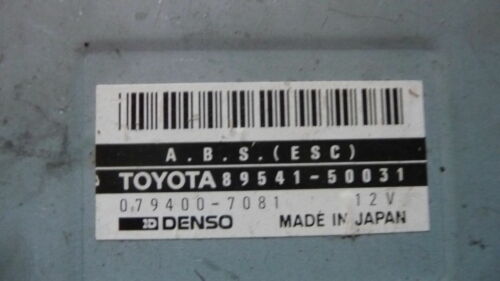 A.B.S.(ESC)
TOYOTA 89541-50031
079400-7081 12V
DENSO MADE IN JAPAN